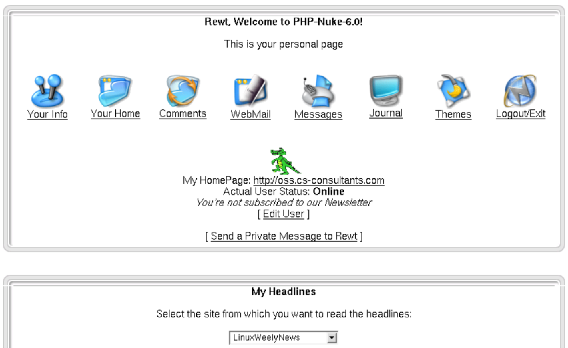 Rewt, Welcome to PHP-Nuke-6.0!
This is your personal page
Your Info Your Home Comments WebMail Messages Journal Themes Logout/Exit
My HomePage: http://oss.cs-consultants.com
Actual User Status: Online
You're not subscribed to our Newsletter
[ Edit User ]
[ Send a Private Message to Rewt ]
My Headlines
Select the site from which you want to read the headlines:
LinuxWeelyNews